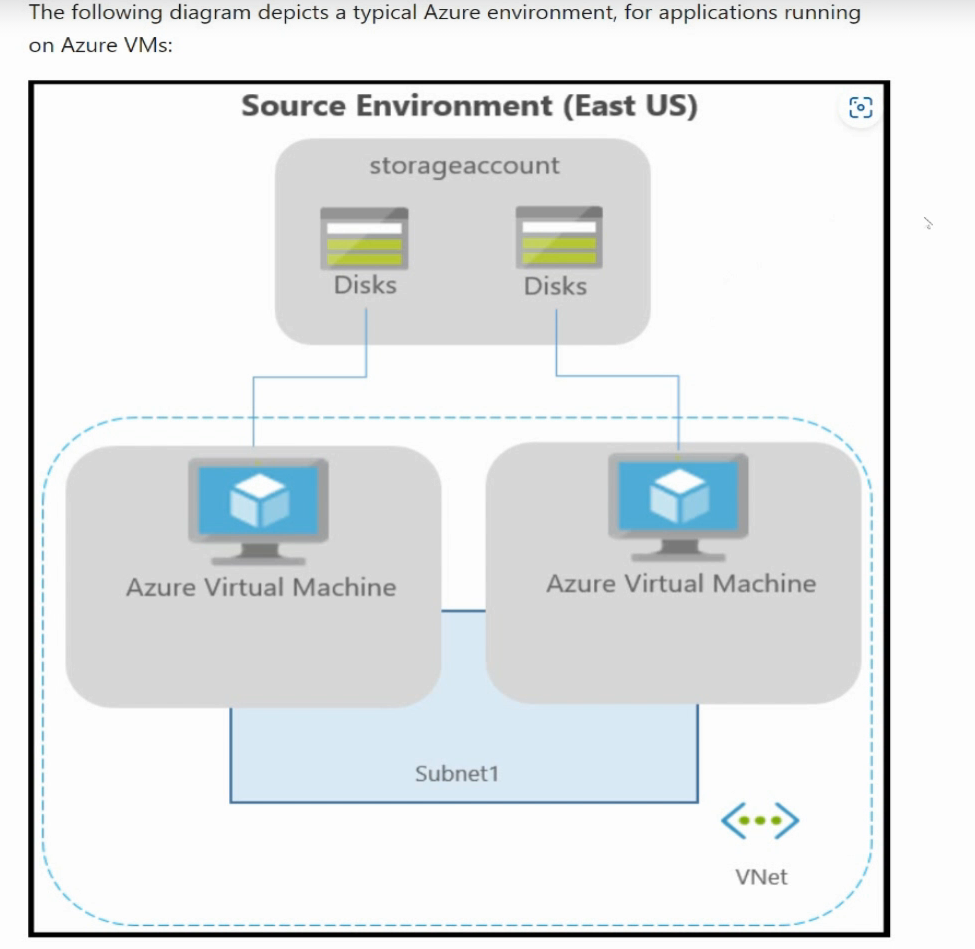 The following diagram depicts a typical Azure environment, for applications running
on Azure VMs:
Source Environment (East US)
storageaccount
Disks
Disks
Azure Virtual Machine
Azure Virtual Machine
Subnet1
VNet